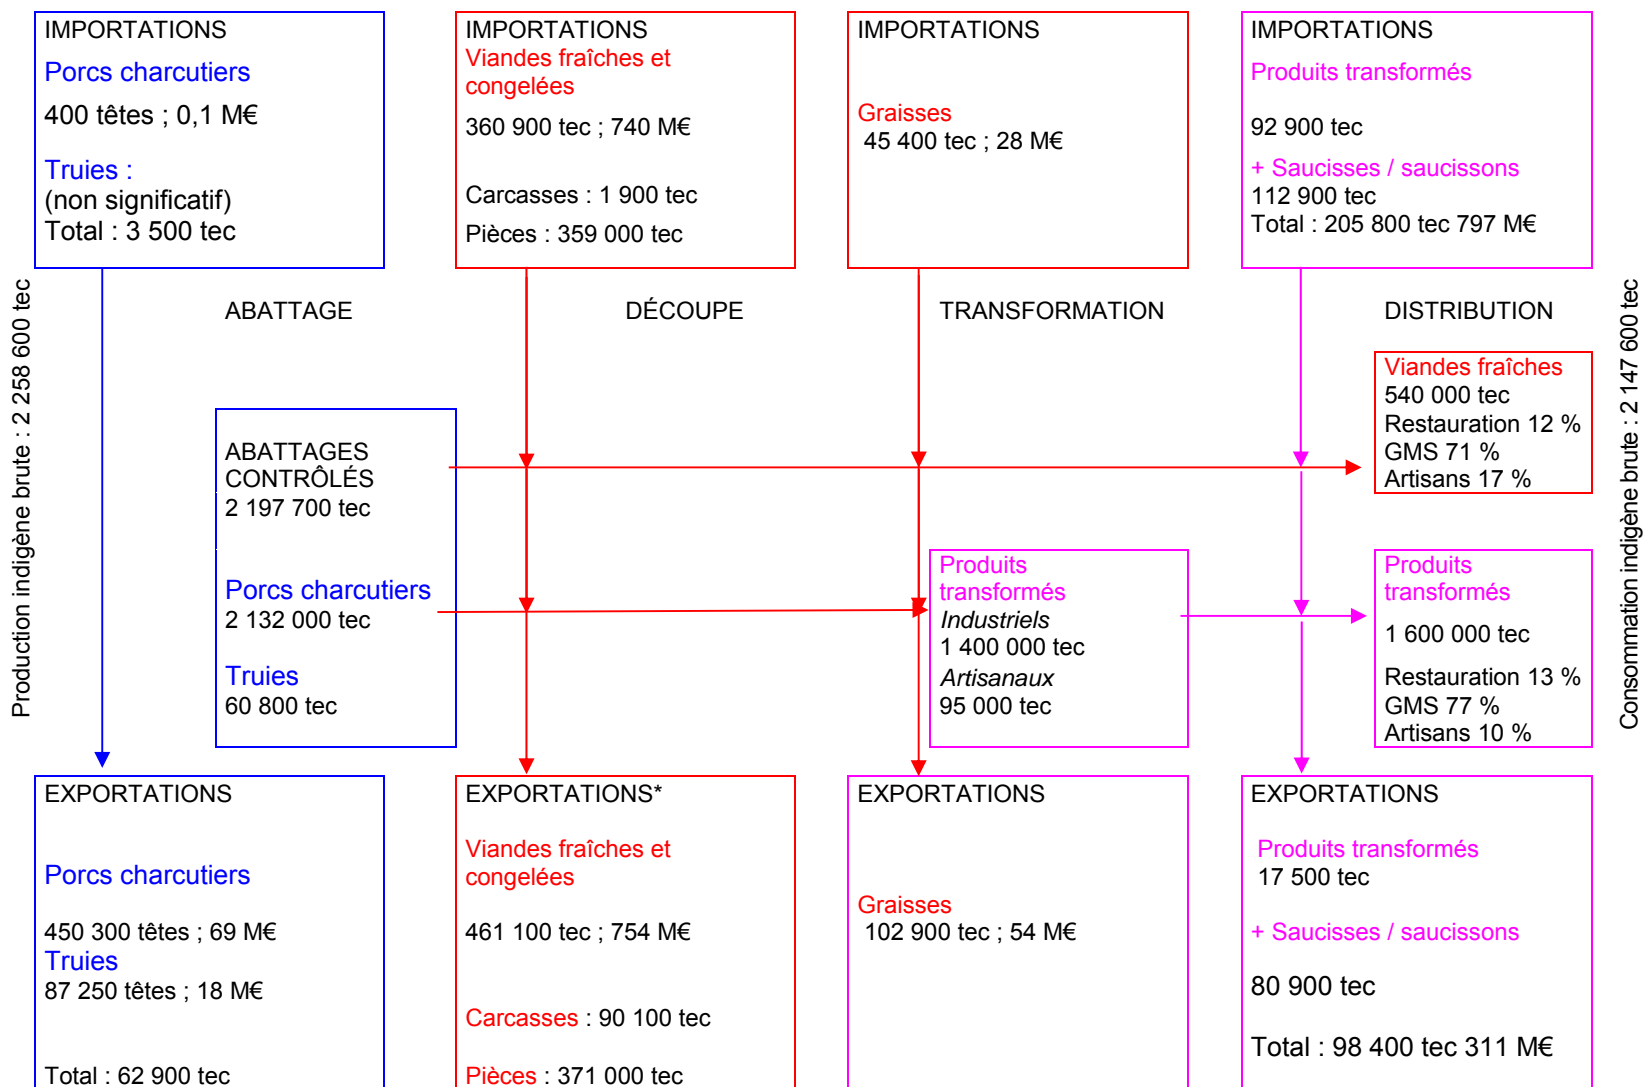 IMPORTATIONS
Porcs charcutiers
400 têtes ; 0,1 M€
Truies :
(non significatif)
Total : 3 500 tec
IMPORTATIONS
Viandes fraîches et
congelées
360 900 tec ; 740 M€
Carcasses : 1 900 tec
Pièces : 359 000 tec
IMPORTATIONS
Graisses
45 400 tec ; 28 M€
IMPORTATIONS
Produits transformés
92 900 tec
+ Saucisses / saucissons
112 900 tec
Total : 205 800 tec 797 M€
Production indigène brute : 2 258 600 tec
ABATTAGE
DÉCOUPE
TRANSFORMATION
DISTRIBUTION
Consommation indigène brute : 2 147 600 tec
ABATTAGES
CONTRÔLÉS
2 197 700 tec
Porcs charcutiers
2 132 000 tec
Truies
60 800 tec
Produits
transformés
Industriels
1 400 000 tec
Artisanaux
95 000 tec
Viandes fraîches
540 000 tec
Restauration 12 %
GMS 71 %
Artisans 17 %
Produits
transformés
1 600 000 tec
Restauration 13 %
GMS 77 %
Artisans 10 %
EXPORTATIONS
Porcs charcutiers
450 300 têtes ; 69 M€
Truies
87 250 têtes ; 18 M€
Total : 62 900 tec
EXPORTATIONS*
Viandes fraîches et
congelées
461 100 tec ; 754 M€
Carcasses : 90 100 tec
Pièces : 371 000 tec
EXPORTATIONS
Graisses
102 900 tec ; 54 M€
EXPORTATIONS
Produits transformés
17 500 tec
+ Saucisses / saucissons
80 900 tec
Total : 98 400 tec 311 M€